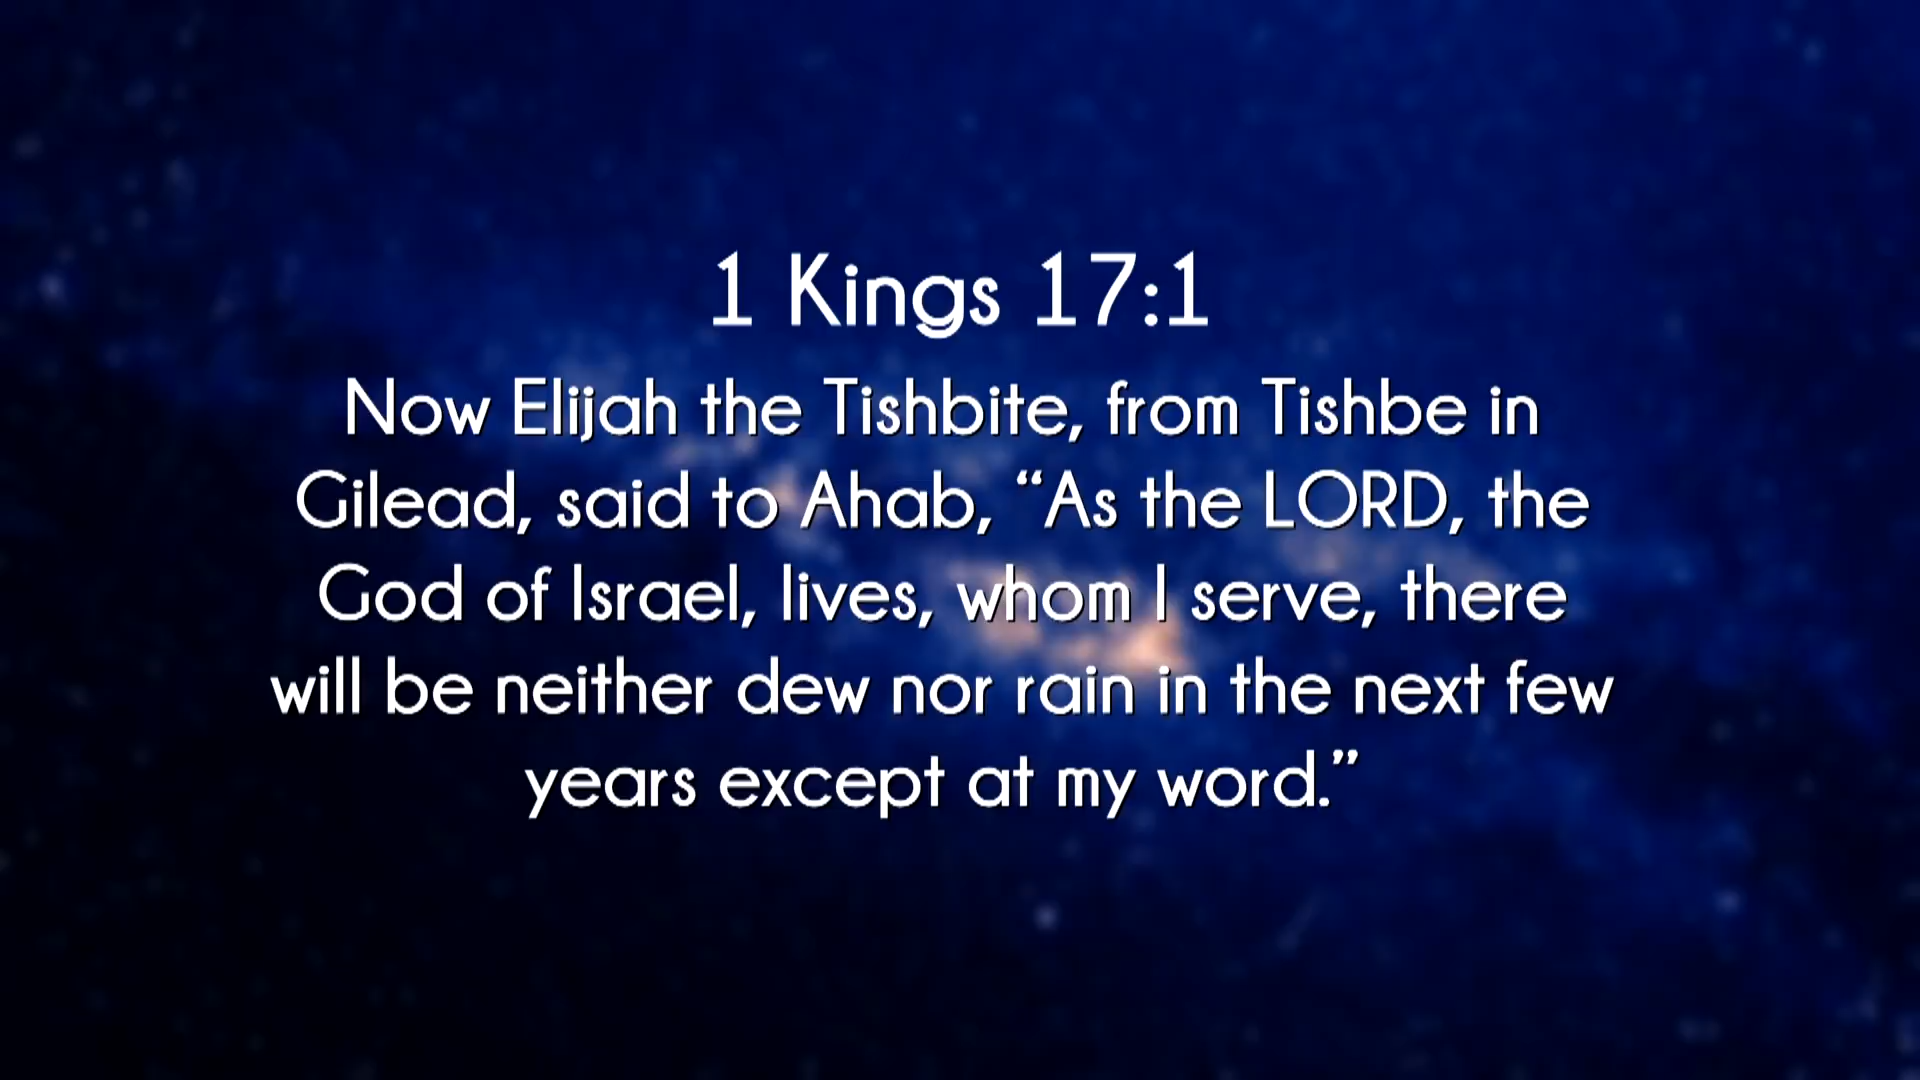 1 Kings 17:1
Now Elijah the Tishbite, from Tishbe in
Gilead, said to Ahab, “As the LORD, the
God of Israel, lives, whom I serve, there
will be neither dew nor rain in the next few
years except at my word.”